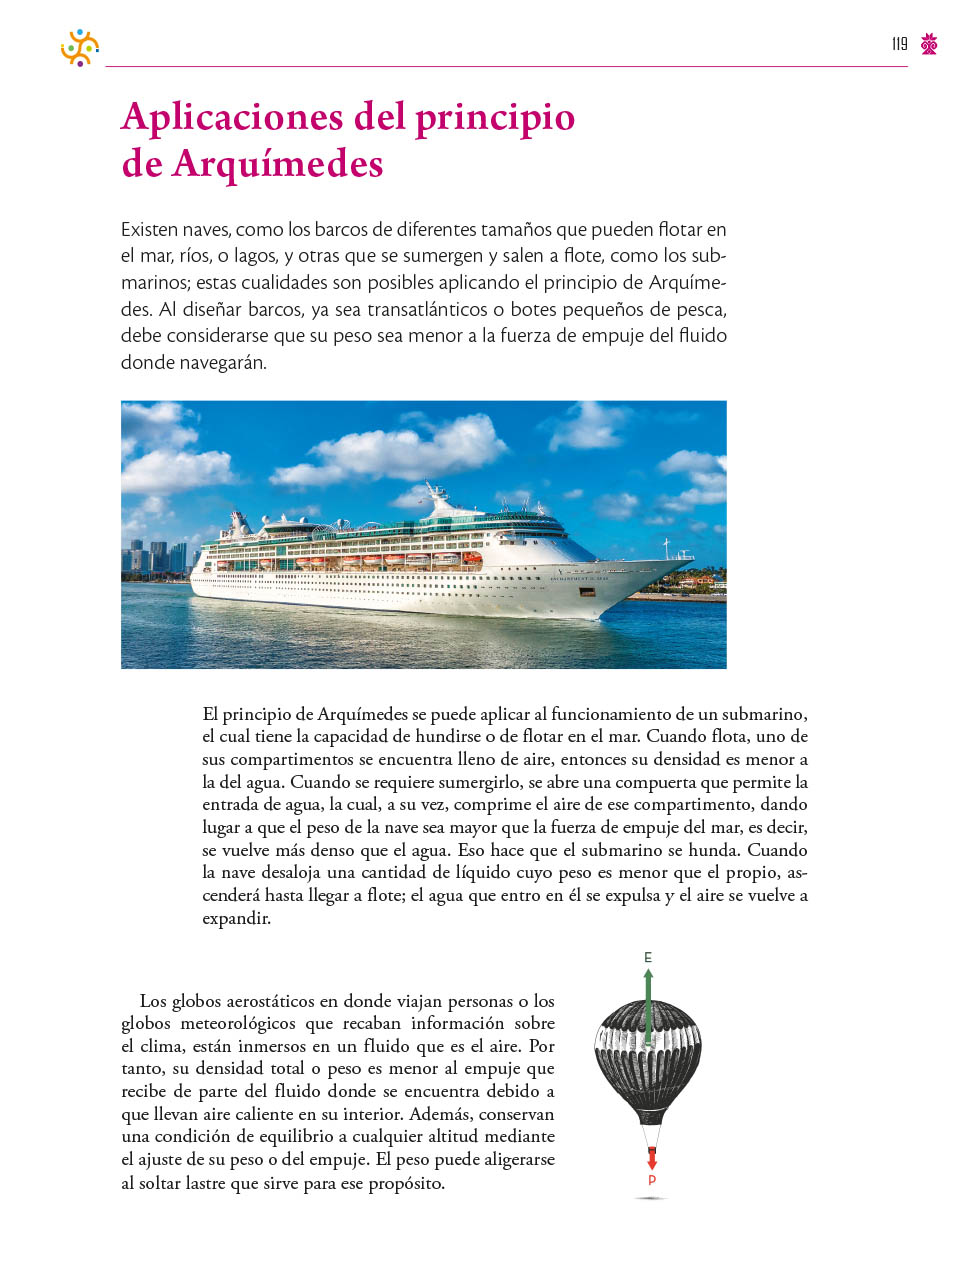 119
Aplicaciones del principio
de Arquímedes
Existen naves, como los barcos de diferentes tamaños que pueden flotar en
el mar, ríos, o lagos, y otras que se sumergen y salen a flote, como los sub-
marinos; estas cualidades son posibles aplicando el principio de Arquíme-
des. Al diseñar barcos, ya sea transatlánticos o botes pequeños de pesca,
debe considerarse que su peso sea menor a la fuerza de empuje del fluido
donde navegarán.
ENCHANTMENT OF THE SEAS
El principio de Arquímedes se puede aplicar al funcionamiento de un submarino,
el cual tiene la capacidad de hundirse o de flotar en el mar. Cuando flota, uno de
sus compartimentos se encuentra lleno de aire, entonces su densidad es menor a
la del agua. Cuando se requiere sumergirlo, se abre una compuerta que permite la
entrada de agua, la cual, a su vez, comprime el aire de ese compartimento, dando
lugar a que el peso de la nave sea mayor que la fuerza de empuje del mar, es decir,
se vuelve más denso que el agua. Eso hace que el submarino se hunda. Cuando
la nave desaloja una cantidad de líquido cuyo peso es menor que el propio, as-
cenderá hasta llegar a flote; el agua que entro en él se expulsa y el aire se vuelve a
expandir.
Los globos aerostáticos en donde viajan personas o los
globos meteorológicos que recaban información sobre
el clima, están inmersos en un fluido que es el aire. Por
tanto, su densidad total o peso es menor al empuje que
recibe de parte del fluido donde se encuentra debido a
que llevan aire caliente en su interior. Además, conservan
una condición de equilibrio a cualquier altitud mediante
el ajuste de su peso o del empuje. El peso puede aligerarse
al soltar lastre que sirve para ese propósito.
E
P